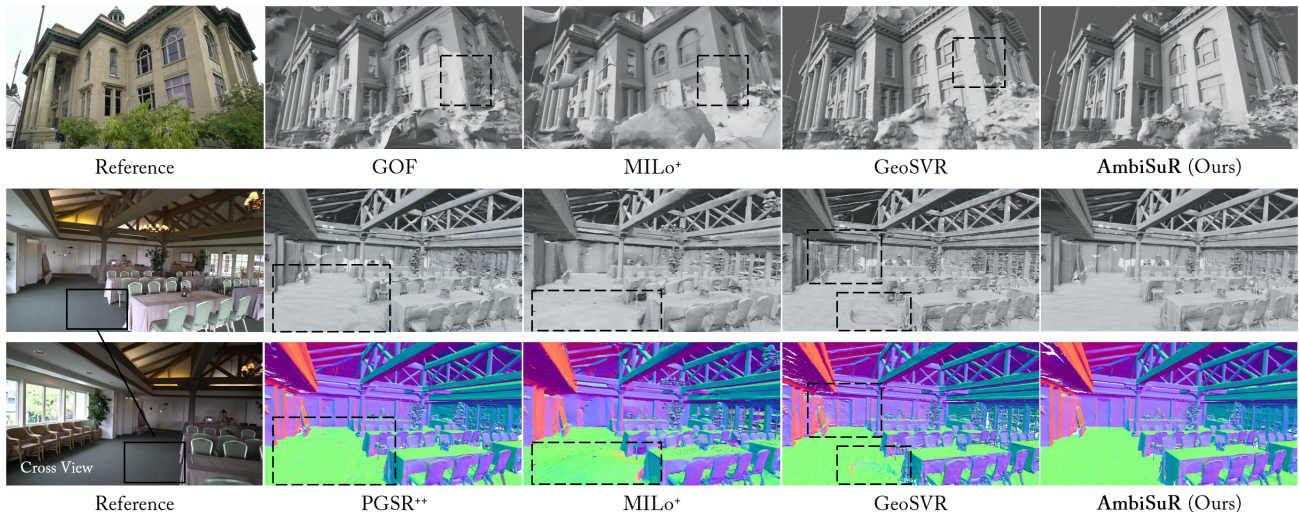 Reference GOF MILo⁺ GeoSVR AmbiSuR (Ours)
Cross View
Reference PGSR⁺⁺ MILo⁺ GeoSVR AmbiSuR (Ours)